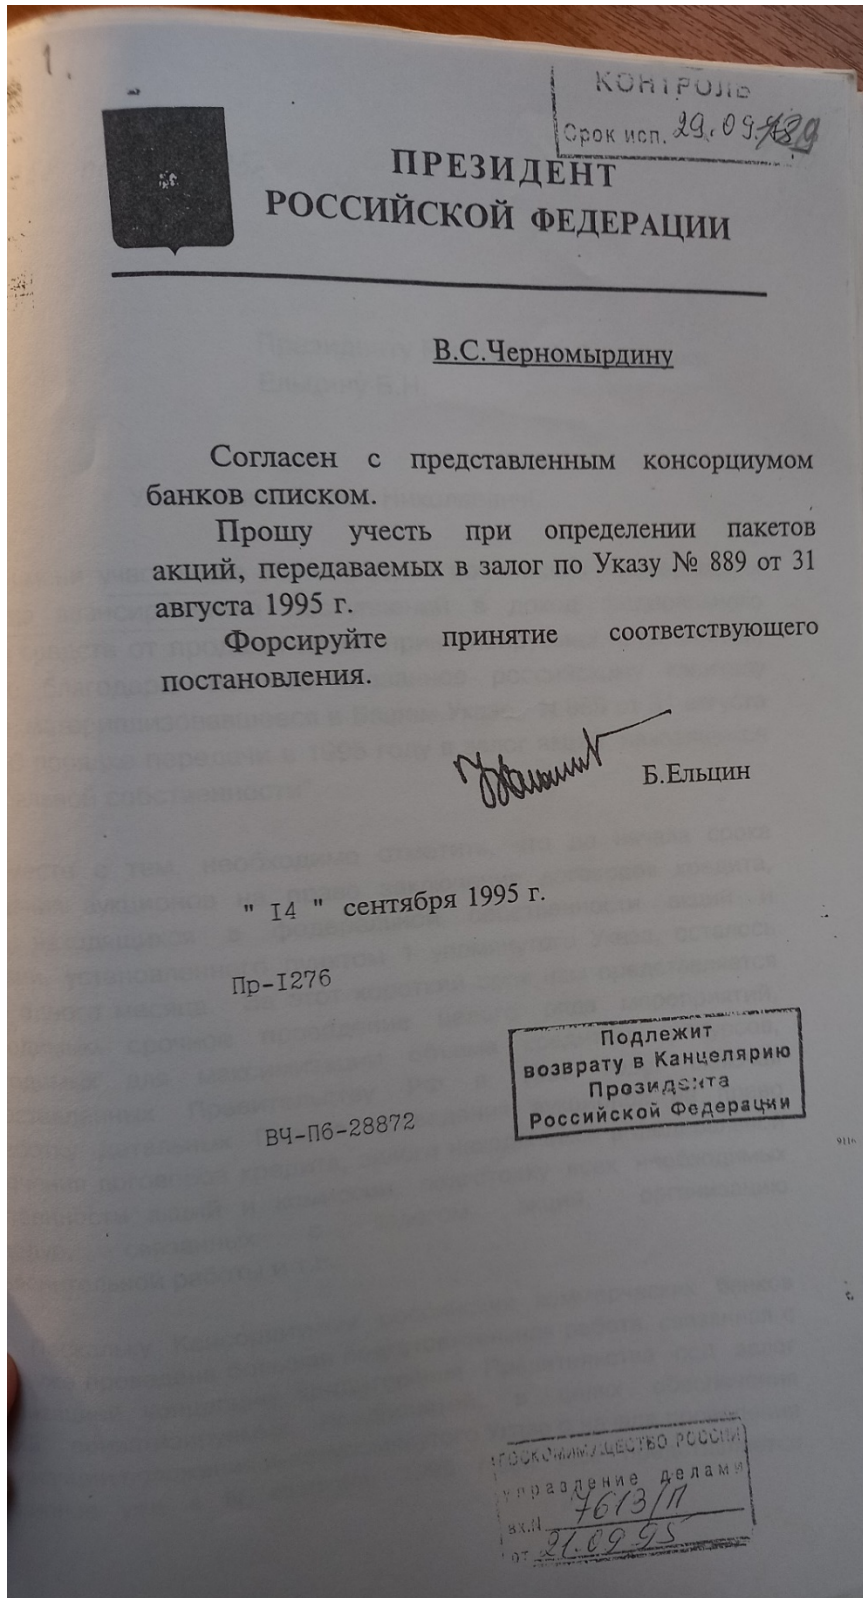 1.
КОНТРОЛЬ
Срок исп. 29.09.
ПРЕЗИДЕНТ
РОССИЙСКОЙ ФЕДЕРАЦИИ
В.С.Черномырдину
Согласен с представленным консорциумом
банков списком.
Прошу учесть при определении пакетов
акций, передаваемых в залог по Указу № 889 от 31
августа 1995 г.
Форсируйте принятие соответствующего
постановления.
Б.Ельцин
" I4 " сентября 1995 г.
Пр-I276
Подлежит
возврату в Канцелярию
Президента
Российской Федерации
ВЧ-П6-28872
ГОСКОМИМУЩЕСТВО РОССИИ
управление делами
вх.N 7613/П
от 21.09.95